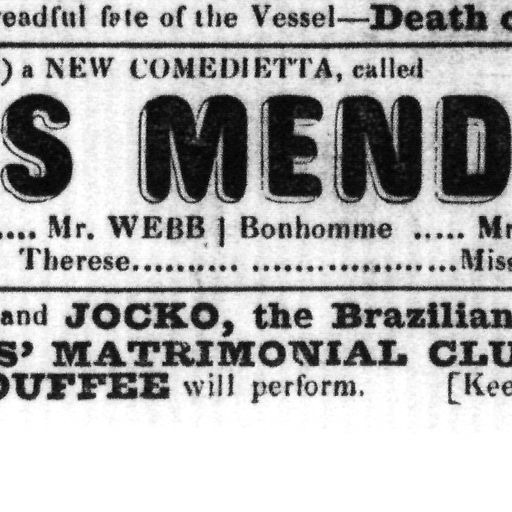 readful fate of the Vessel—Death o
) a NEW COMEDIETTA, called
S MEND
.... Mr. WEBB | Bonhomme ..... Mr
Therese.......... ..................Miss
and JOCKO, the Brazilian
S' MATRIMONIAL CLU
OUFFEE will perform. [Kee